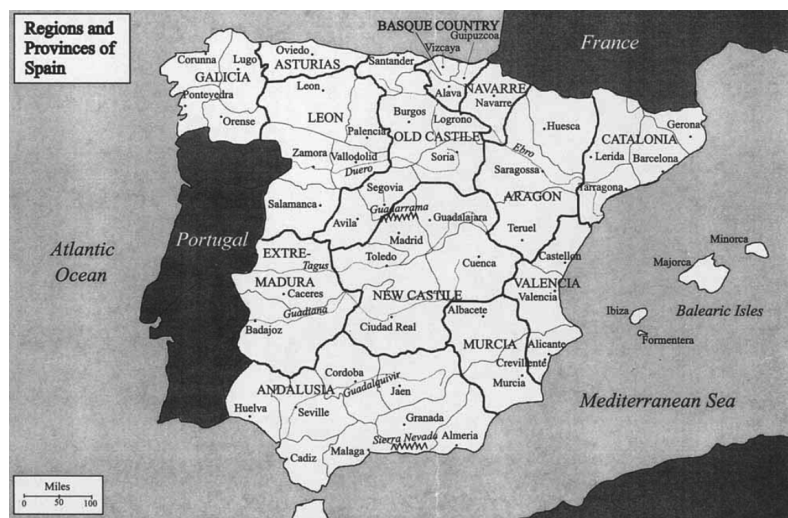 Regions and
Provinces of
Spain
BASQUE COUNTRY
Guipuzcoa
Vizcaya
France
Corunna
Lugo
Oviedo
ASTURIAS
Santander
GALICIA
Leon
Alava
NAVARRE
Navarre
Pontevedra
Orense
LEON
Burgos
Logrono
Palencia
OLD CASTILE
Huesca
CATALONIA
Gerona
Zamora
Valladolid
Duero
Soria
Ebro
Saragossa
Lerida
Barcelona
Tarragona
Salamanca
Segovia
Avila
Guadarrama
Guadalajara
ARAGON
Teruel
Portugal
Atlantic
Ocean
Madrid
Toledo
Cuenca
Castellon
Minorca
Majorca
EXTRE-
MADURA
Tagus
Caceres
Guadiana
Badajoz
NEW CASTILE
Ciudad Real
VALENCIA
Valencia
Albacete
Ibiza
Balearic Isles
Formentera
MURCIA
Alicante
Crevillente
Murcia
Mediterranean Sea
Cordoba
ANDALUSIA
Guadalquivir
Jaen
Huelva
Seville
Granada
Sierra Nevada
Almeria
Malaga
Cadiz
Miles
0 50 100